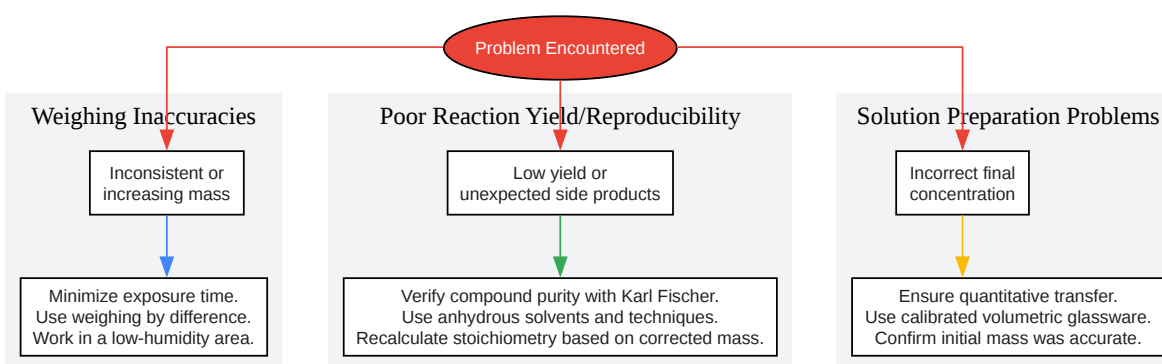 Problem Encountered
Weighing Inaccuracies
Inconsistent or
increasing mass
Minimize exposure time.
Use weighing by difference.
Work in a low-humidity area.
Poor Reaction Yield/Reproducibility
Low yield or
unexpected side products
Verify compound purity with Karl Fischer.
Use anhydrous solvents and techniques.
Recalculate stoichiometry based on corrected mass.
Solution Preparation Problems
Incorrect final
concentration
Ensure quantitative transfer.
Use calibrated volumetric glassware.
Confirm initial mass was accurate.